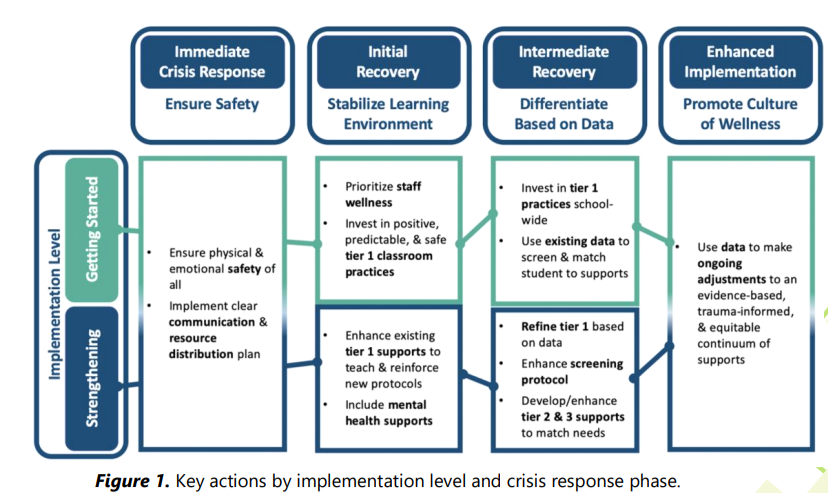 Immediate
Crisis Response
Ensure Safety
Initial
Recovery
Stabilize Learning
Environment
Intermediate
Recovery
Differentiate
Based on Data
Enhanced
Implementation
Promote Culture
of Wellness
Implementation Level
Getting Started
Strengthening
• Ensure physical &
emotional safety of
all
• Implement clear
communication &
resource
distribution plan
• Prioritize staff
wellness
• Invest in positive,
predictable, & safe
tier 1 classroom
practices
• Enhance existing
tier 1 supports to
teach & reinforce
new protocols
• Include mental
health supports
• Invest in tier 1
practices school-
wide
• Use existing data to
screen & match
student to supports
• Refine tier 1 based
on data
• Enhance screening
protocol
• Develop/enhance
tier 2 & 3 supports
to match needs
• Use data to make
ongoing
adjustments to an
evidence-based,
trauma-informed,
& equitable
continuum of
supports
Figure 1. Key actions by implementation level and crisis response phase.